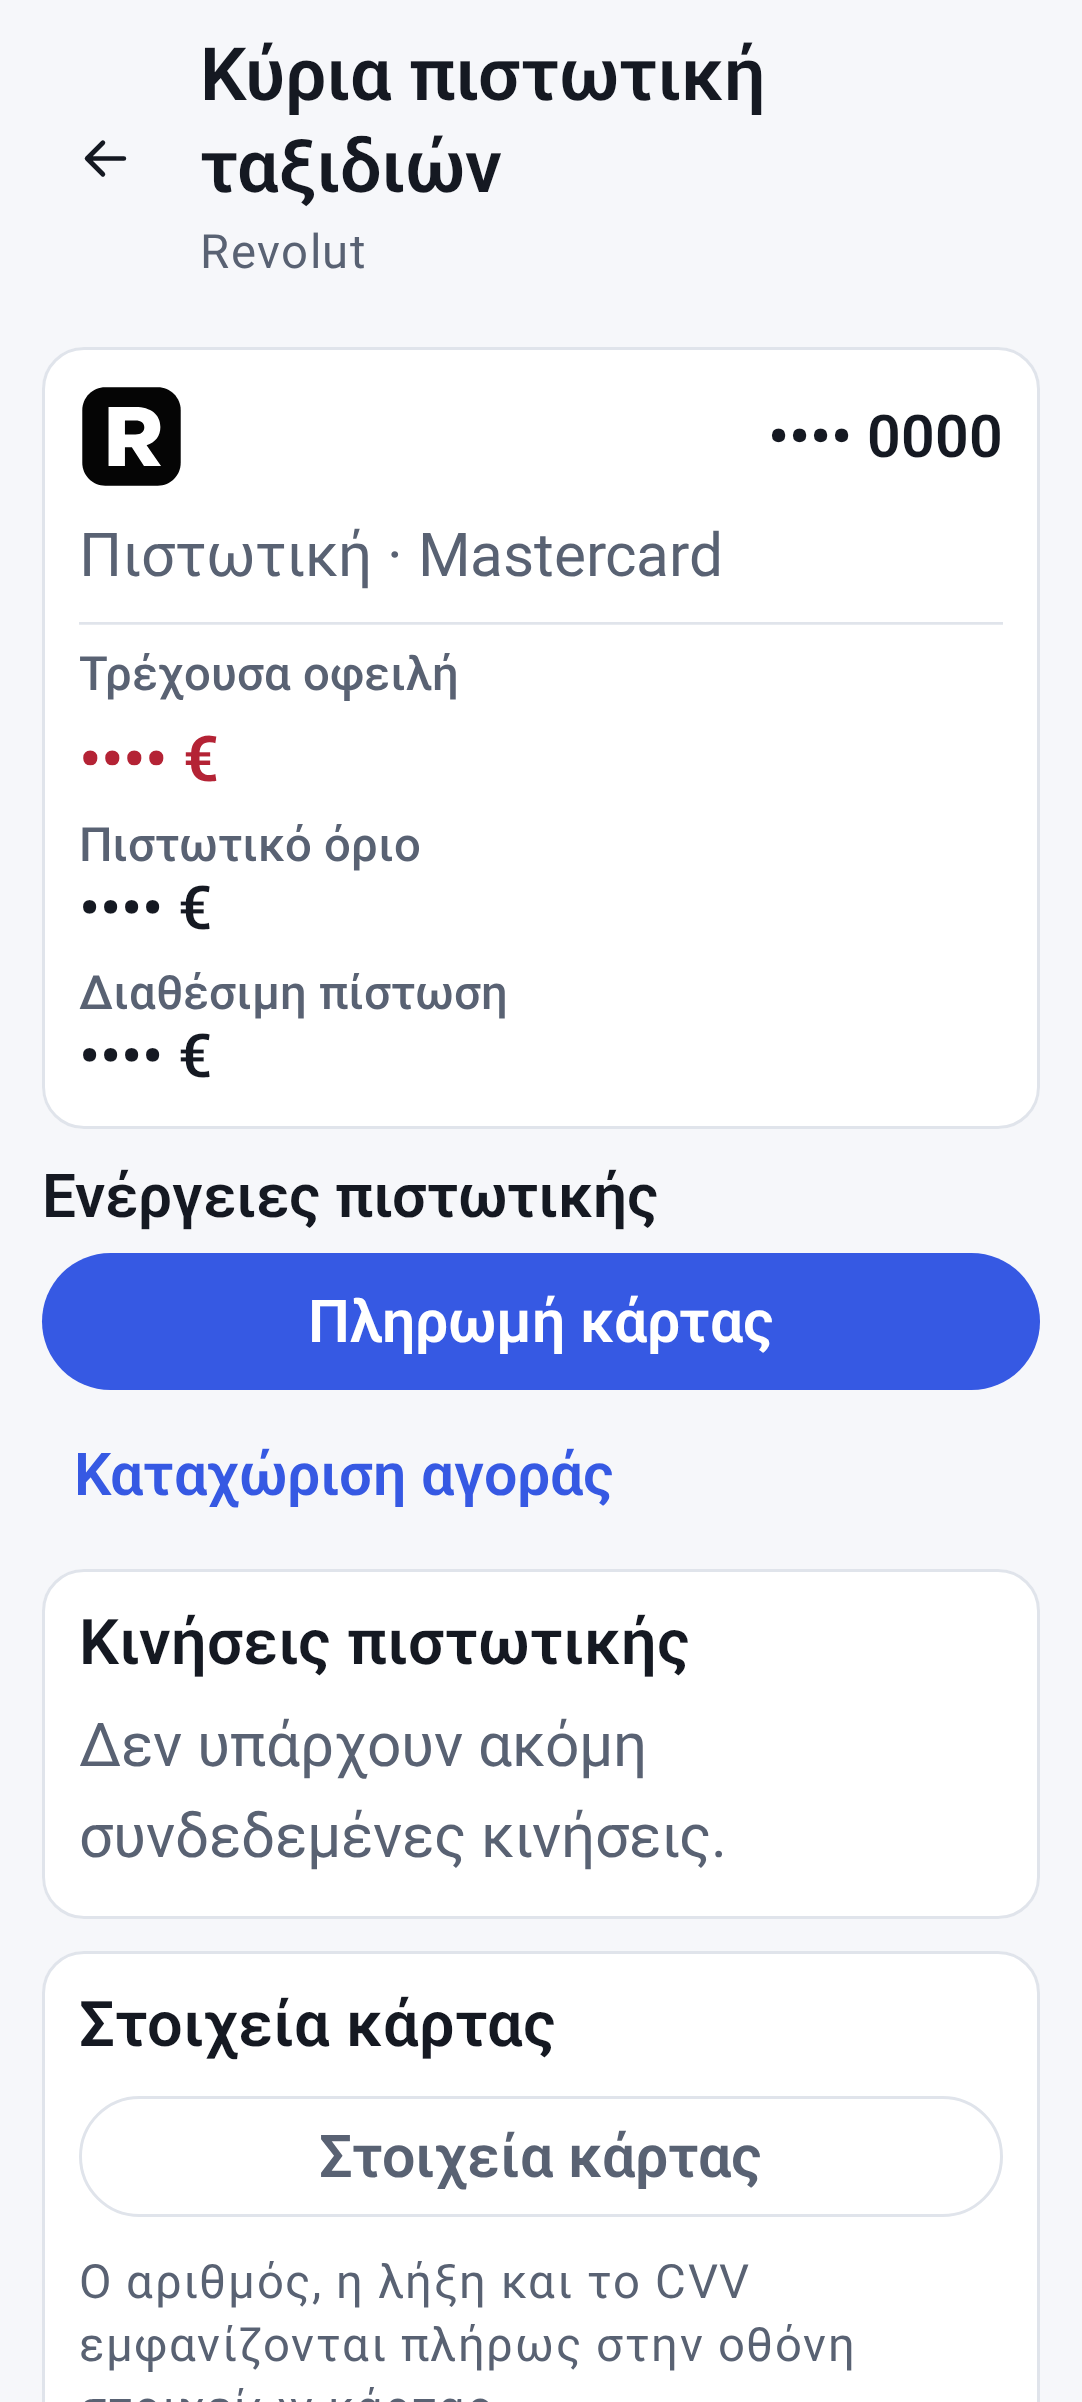 Κύρια πιστωτική
ταξιδιών
Revolut
R
•••• 0000
Πιστωτική · Mastercard
Τρέχουσα οφειλή
•••• €
Πιστωτικό όριο
•••• €
Διαθέσιμη πίστωση
•••• €
Ενέργειες πιστωτικής
Πληρωμή κάρτας
Καταχώριση αγοράς
Κινήσεις πιστωτικής
Δεν υπάρχουν ακόμη
συνδεδεμένες κινήσεις.
Στοιχεία κάρτας
Στοιχεία κάρτας
Ο αριθμός, η λήξη και το CVV
εμφανίζονται πλήρως στην οθόνη